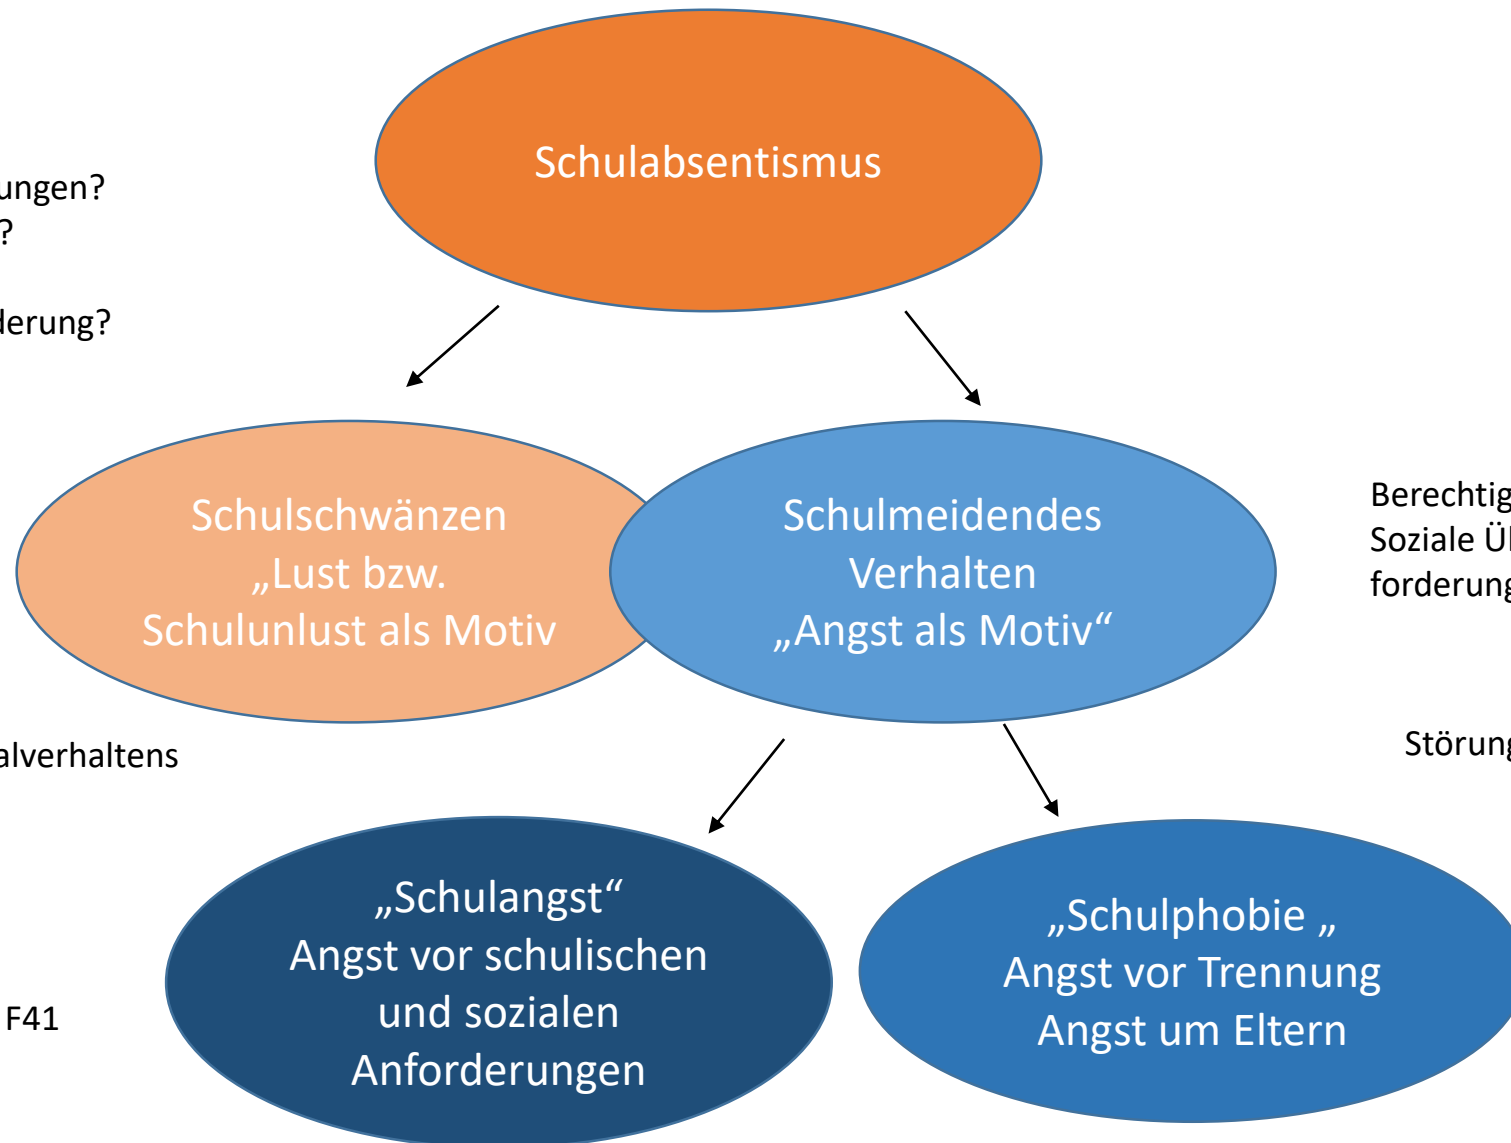 Schulabsentismus
ungen?
?
derung?
Schulschwänzen
„Lust bzw.
Schulunlust als Motiv
Schulmeidendes
Verhalten
„Angst als Motiv“
Berechtig
Soziale Ü
forderung
alverhaltens
Störung
„Schulangst“
Angst vor schulischen
und sozialen
Anforderungen
„Schulphobie „
Angst vor Trennung
Angst um Eltern
F41